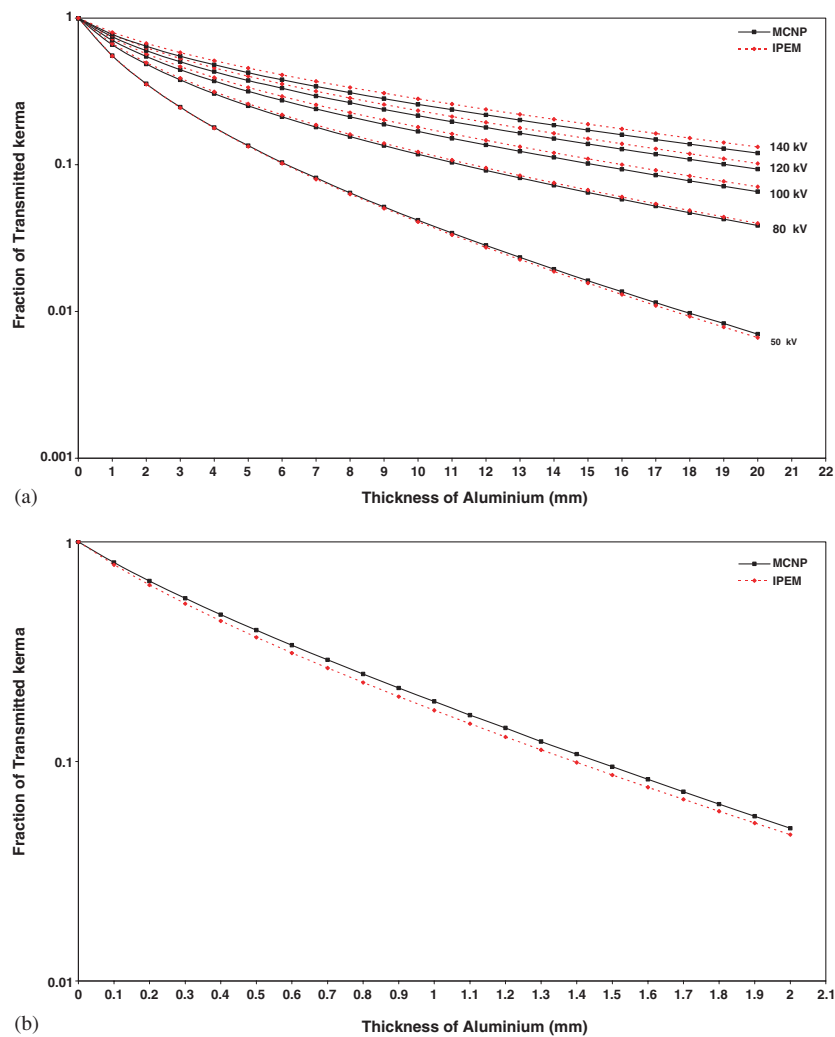 1
0.1
0.01
0.001
Fraction of Transmitted kerma
MCNP
IPEM
140 kV
120 kV
100 kV
80 kV
50 kV
0 1 2 3 4 5 6 7 8 9 10 11 12 13 14 15 16 17 18 19 20 21 22
(a)
Thickness of Aluminium (mm)
1
0.1
0.01
Fraction of Transmitted kerma
MCNP
IPEM
0 0.1 0.2 0.3 0.4 0.5 0.6 0.7 0.8 0.9 1 1.1 1.2 1.3 1.4 1.5 1.6 1.7 1.8 1.9 2 2.1
(b)
Thickness of Aluminium (mm)